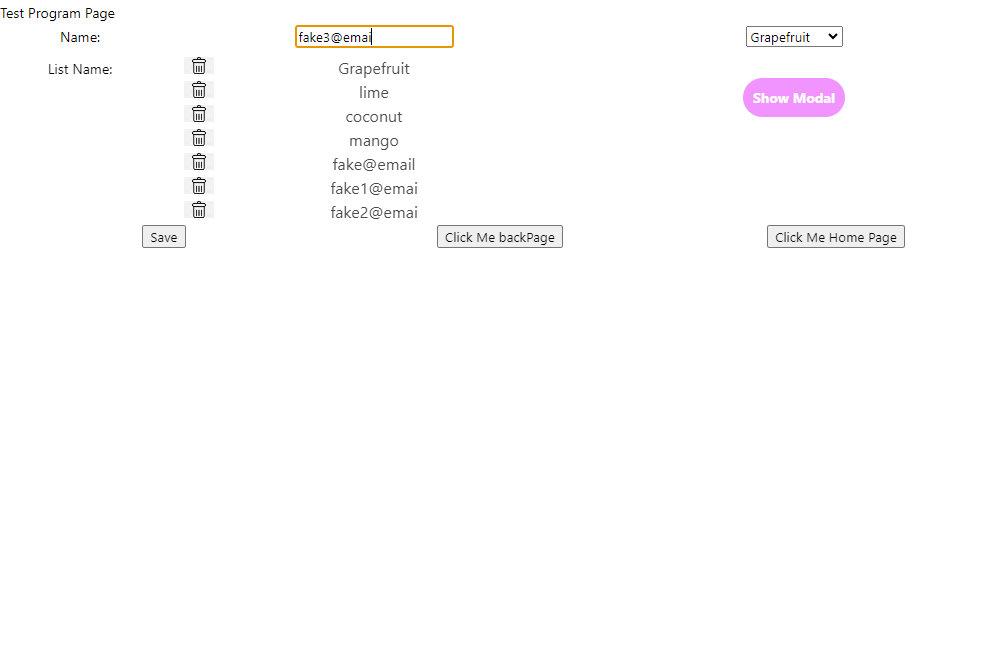 Test Program Page
Name: fake3@emai Grapefruit
List Name: Grapefruit
lime
Show Modal
coconut
mango
fake@email
fake1@emai
fake2@emai
Save Click Me backPage Click Me Home Page